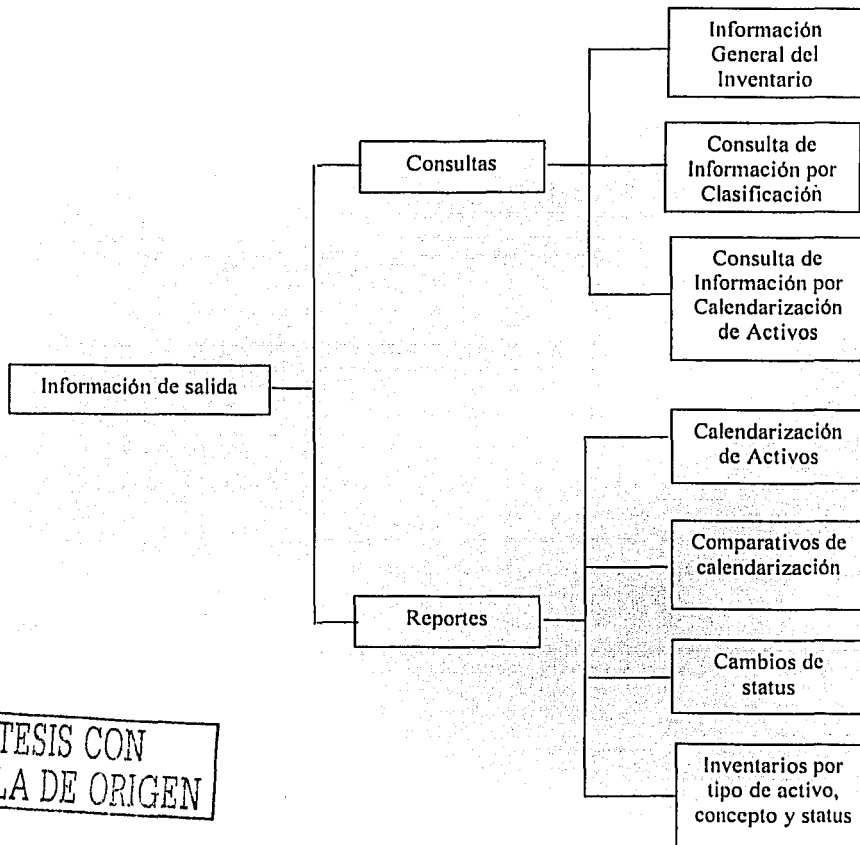 Información
General del
Inventario
Consultas
Consulta de
Información por
Clasificación
Consulta de
Información por
Calendarización
de Activos
Información de salida
Calendarización
de Activos
Comparativos de
calendarización
Reportes
Cambios de
status
Inventarios por
tipo de activo,
concepto y status
TESIS CON
LA DE ORIGEN